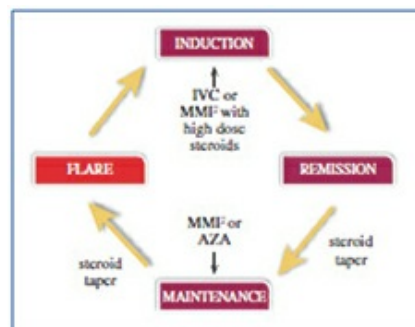 INDUCTION
IVC or
MMF with
high dose
steroids
FLARE
REMISSION
MMF or
AZA
steroid
taper
steroid
taper
MAINTENANCE